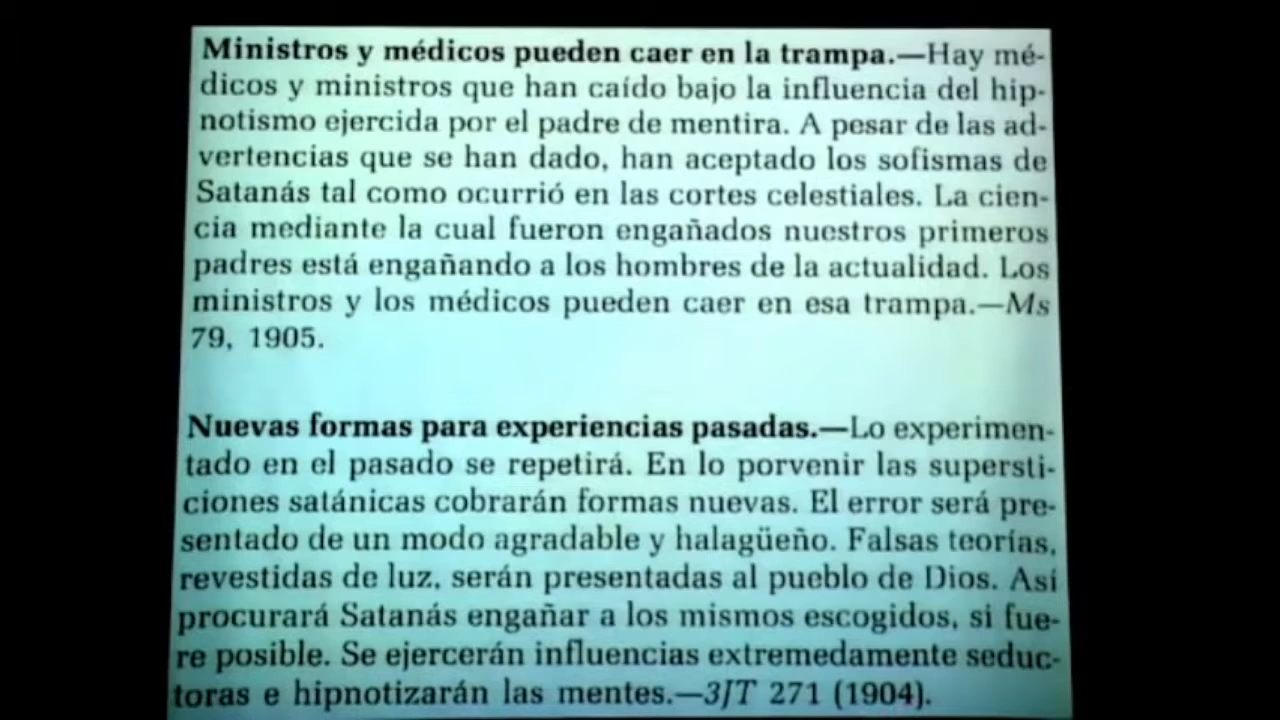 Ministros y médicos pueden caer en la trampa.—Hay mé-
dicos y ministros que han caído bajo la influencia del hip-
notismo ejercida por el padre de mentira. A pesar de las ad-
vertencias que se han dado, han aceptado los sofismas de
Satanás tal como ocurrió en las cortes celestiales. La cien-
cia mediante la cual fueron engañados nuestros primeros
padres está engañando a los hombres de la actualidad. Los
ministros y los médicos pueden caer en esa trampa.—Ms
79, 1905.
Nuevas formas para experiencias pasadas.—Lo experimen-
tado en el pasado se repetirá. En lo porvenir las supersti-
ciones satánicas cobrarán formas nuevas. El error será pre-
sentado de un modo agradable y halagüeño. Falsas teorías,
revestidas de luz, serán presentadas al pueblo de Dios. Así
procurará Satanás engañar a los mismos escogidos, si fue-
re posible. Se ejercerán influencias extremedamente seduc-
toras e hipnotizarán las mentes.—3JT 271 (1904).